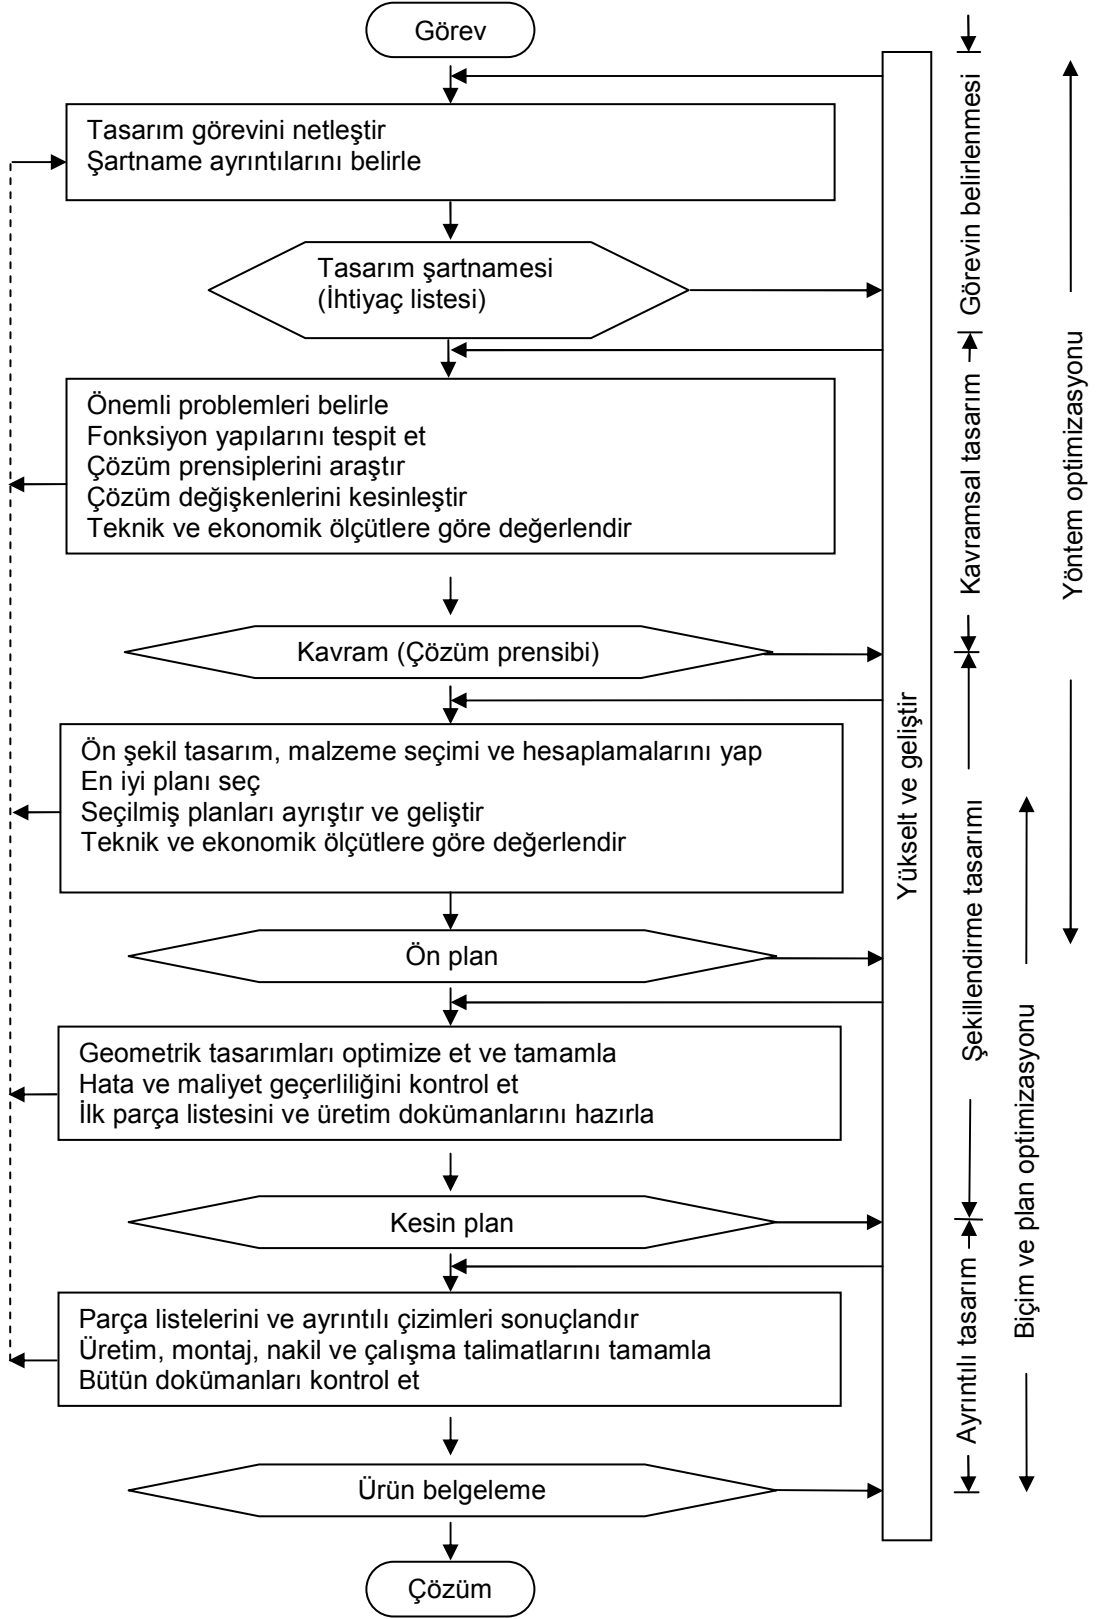 Görev
Tasarım görevini netleştir
Şartname ayrıntılarını belirle
Tasarım şartnamesi
(İhtiyaç listesi)
Önemli problemleri belirle
Fonksiyon yapılarını tespit et
Çözüm prensiplerini araştır
Çözüm değişkenlerini kesinleştir
Teknik ve ekonomik ölçütlere göre değerlendir
Kavram (Çözüm prensibi)
Ön şekil tasarım, malzeme seçimi ve hesaplamalarını yap
En iyi planı seç
Seçilmiş planları ayrıştır ve geliştir
Teknik ve ekonomik ölçütlere göre değerlendir
Ön plan
Geometrik tasarımları optimize et ve tamamla
Hata ve maliyet geçerliliğini kontrol et
İlk parça listesini ve üretim dokümanlarını hazırla
Kesin plan
Parça listelerini ve ayrıntılı çizimleri sonuçlandır
Üretim, montaj, nakil ve çalışma talimatlarını tamamla
Bütün dokümanları kontrol et
Ürün belgeleme
Çözüm
Yükselt ve geliştir
Görevin belirlenmesi
Kavramsal tasarım
Şekillendirme tasarımı
Ayrıntılı tasarım
Biçim ve plan optimizasyonu
Yöntem optimizasyonu